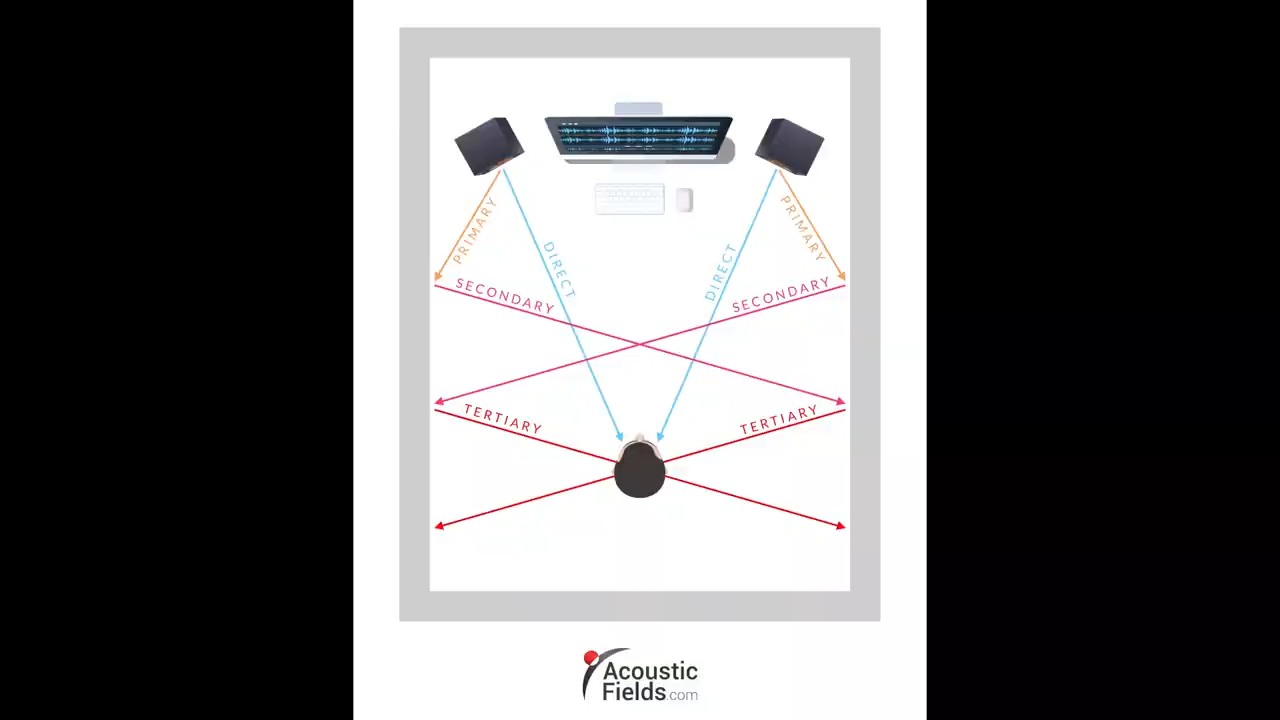 PRIMARY
DIRECT
DIRECT
PRIMARY
SECONDARY
SECONDARY
TERTIARY
TERTIARY
Acoustic
Fields.com